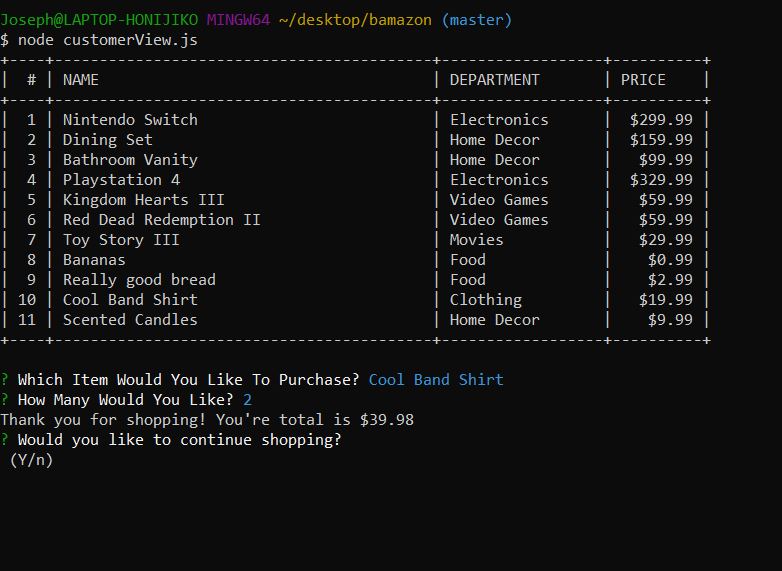 Joseph@LAPTOP-HONIJIKO MINGW64 ~/desktop/bamazon (master)
$ node customerView.js
+----+------------------------------------------+------------------+----------+
|  # | NAME                                     | DEPARTMENT       | PRICE    |
+----+------------------------------------------+------------------+----------+
|  1 | Nintendo Switch                          | Electronics      |  $299.99 |
|  2 | Dining Set                               | Home Decor       |  $159.99 |
|  3 | Bathroom Vanity                          | Home Decor       |   $99.99 |
|  4 | Playstation 4                            | Electronics      |  $329.99 |
|  5 | Kingdom Hearts III                       | Video Games      |   $59.99 |
|  6 | Red Dead Redemption II                   | Video Games      |   $59.99 |
|  7 | Toy Story III                            | Movies           |   $29.99 |
|  8 | Bananas                                  | Food             |    $0.99 |
|  9 | Really good bread                        | Food             |    $2.99 |
| 10 | Cool Band Shirt                          | Clothing         |   $19.99 |
| 11 | Scented Candles                          | Home Decor       |    $9.99 |
+----+------------------------------------------+------------------+----------+
? Which Item Would You Like To Purchase? Cool Band Shirt
? How Many Would You Like? 2
Thank you for shopping! You're total is $39.98
? Would you like to continue shopping?
 (Y/n)